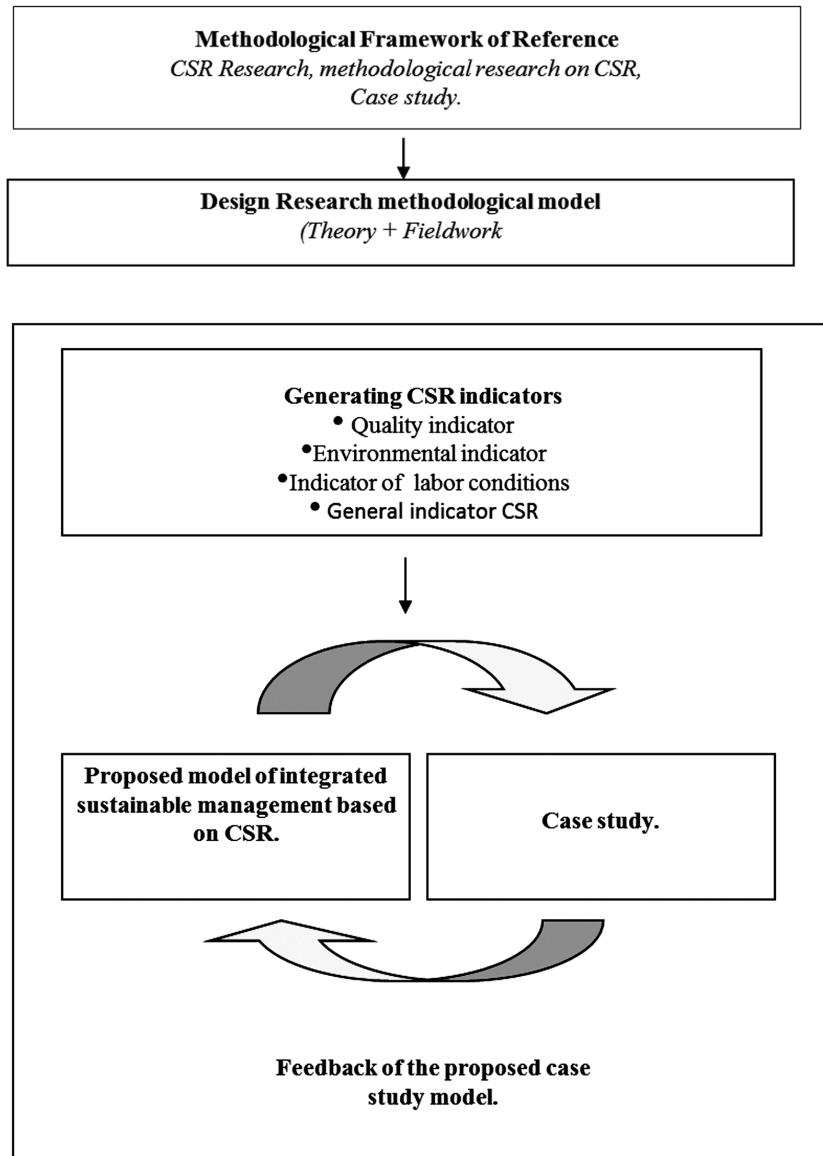 Methodological Framework of Reference
CSR Research, methodological research on CSR,
Case study.
Design Research methodological model
(Theory + Fieldwork
Generating CSR indicators
• Quality indicator
•Environmental indicator
•Indicator of labor conditions
• General indicator CSR
Proposed model of integrated
sustainable management based
on CSR.
Case study.
Feedback of the proposed case
study model.